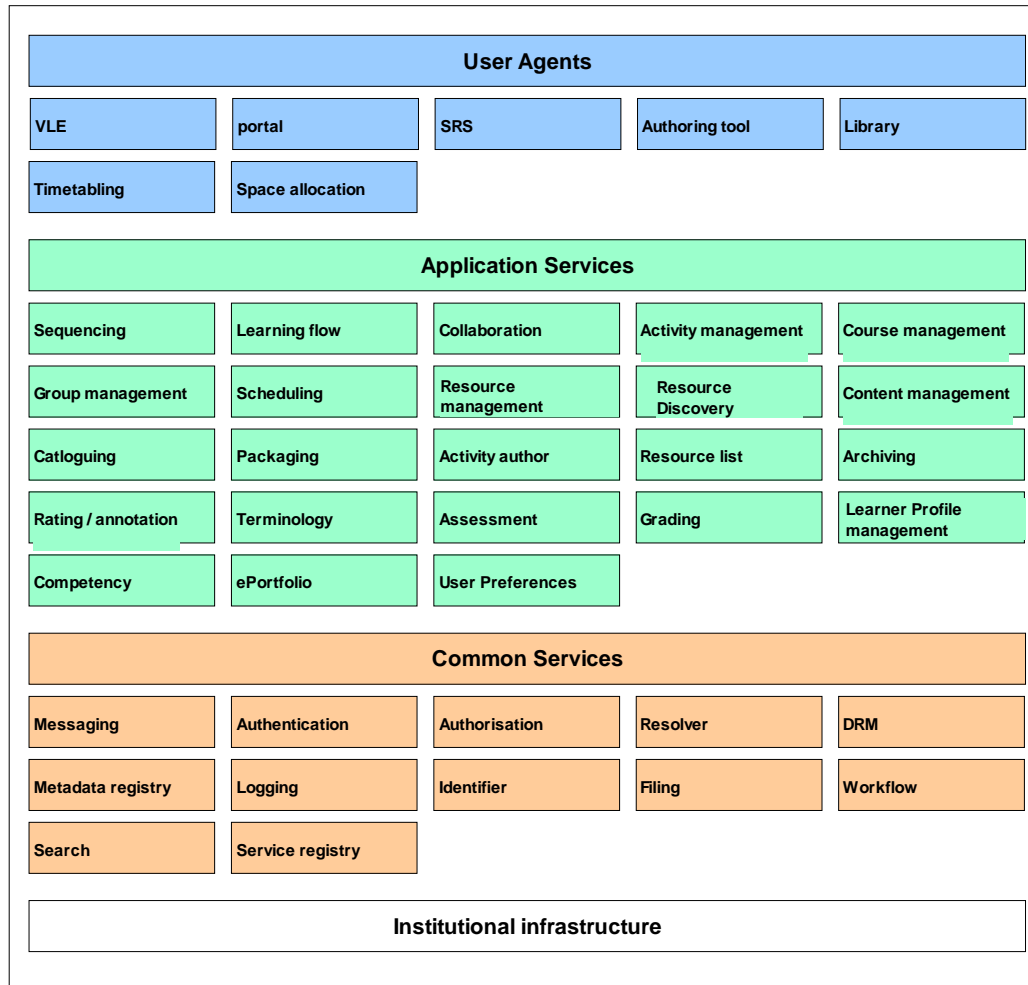 User Agents
VLE
portal
SRS
Authoring tool
Library
Timetabling
Space allocation
Application Services
Sequencing
Learning flow
Collaboration
Activity management
Course management
Group management
Scheduling
Resource
management
Resource
Discovery
Content management
Catloguing
Packaging
Activity author
Resource list
Archiving
Rating / annotation
Terminology
Assessment
Grading
Learner Profile
management
Competency
ePortfolio
User Preferences
Common Services
Messaging
Authentication
Authorisation
Resolver
DRM
Metadata registry
Logging
Identifier
Filing
Workflow
Search
Service registry
Institutional infrastructure